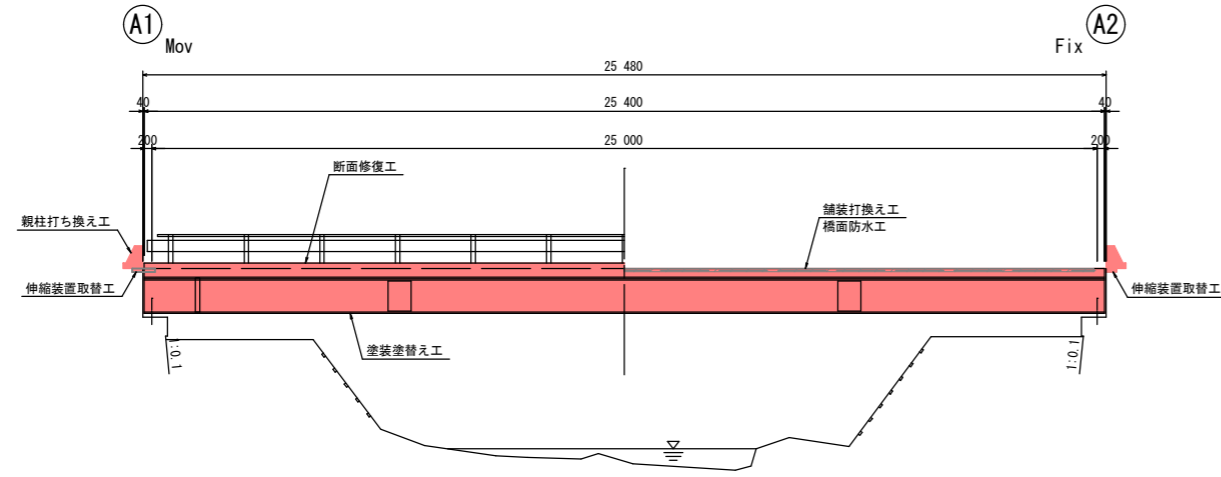 A1
A2
Mov
Fix
25 480
40
25 400
40
200
25 000
200
断面修復工
舗装打換え工
橋面防水工
親柱打ち換え工
伸縮装置取替工
伸縮装置取替工
塗装塗替え工
1:0.1
1:0.1